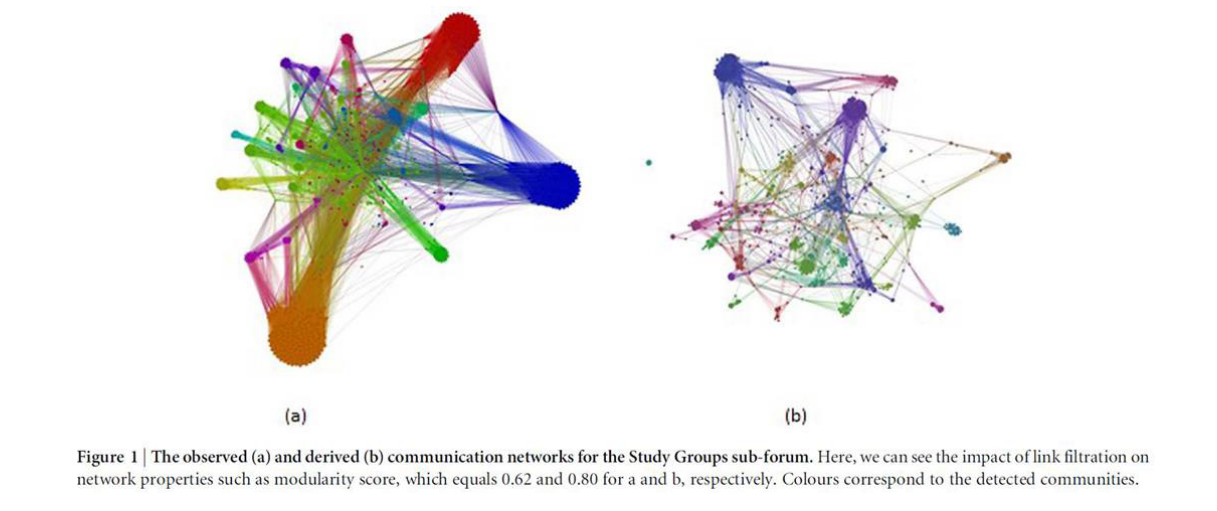 (a) (b)
Figure 1 | The observed (a) and derived (b) communication networks for the Study Groups sub-forum. Here, we can see the impact of link filtration on
network properties such as modularity score, which equals 0.62 and 0.80 for a and b, respectively. Colours correspond to the detected communities.